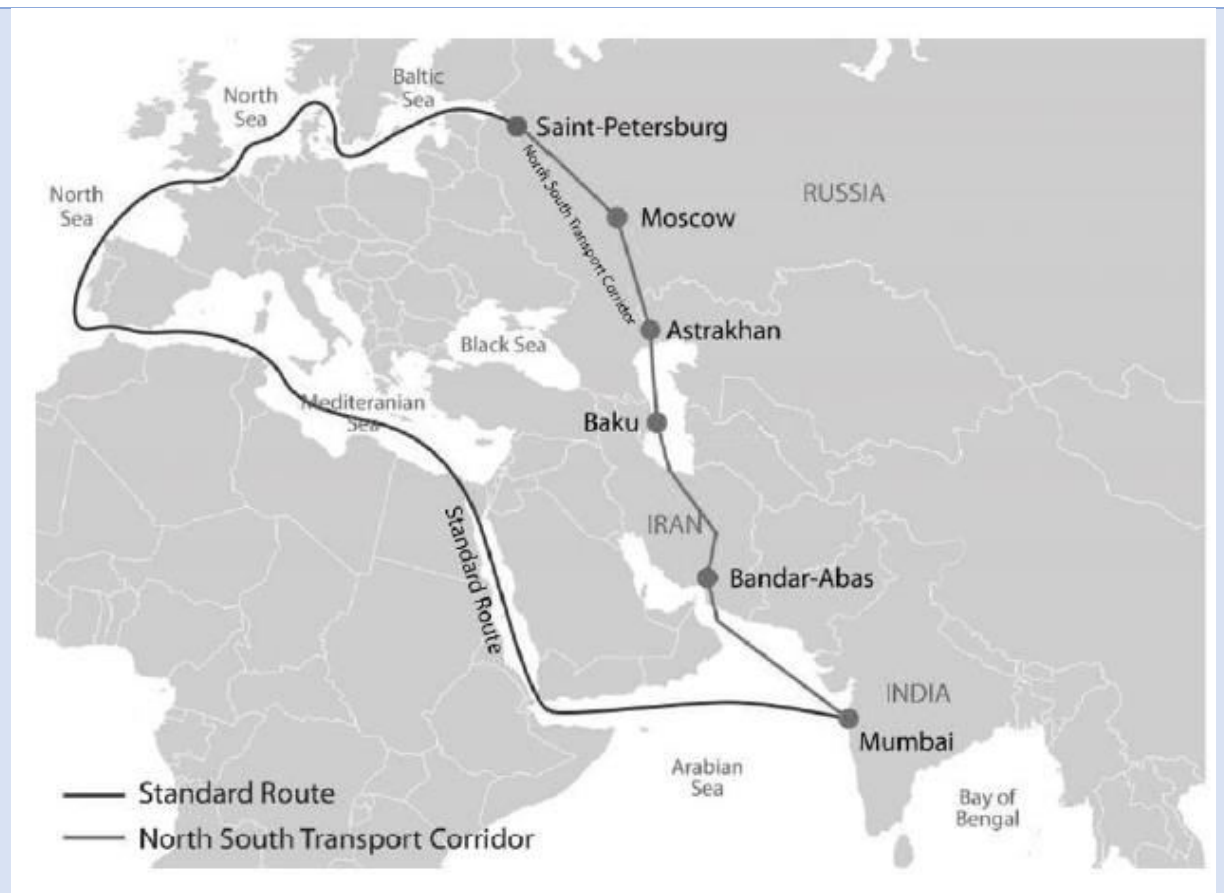 Baltic
Sea
North
Sea
Saint-Petersburg
North South Transport Corridor
RUSSIA
North
Sea
Moscow
Astrakhan
Black Sea
Mediteranian
Sea
Baku
Standard Route
IRAN
Bandar-Abas
INDIA
Mumbai
Arabian
Sea
Bay of
Bengal
Standard Route
North South Transport Corridor